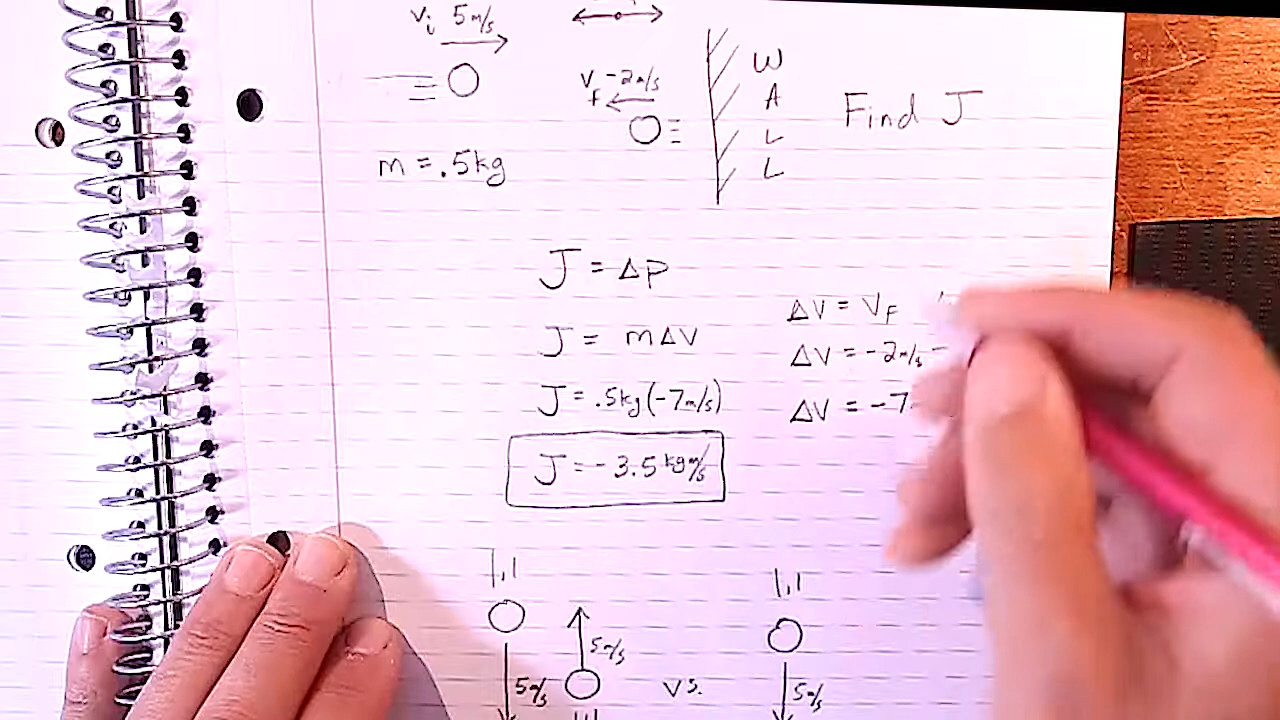 vi 5m/s
vF -2m/s
WALL
Find J
m = .5kg
J = Δp
J = mΔV
J = .5kg(-7m/s)
J = -3.5 kgm/s
ΔV = VF
ΔV = -2m/s -
ΔV = -7
5m/s
5m/s
vs.
5m/s